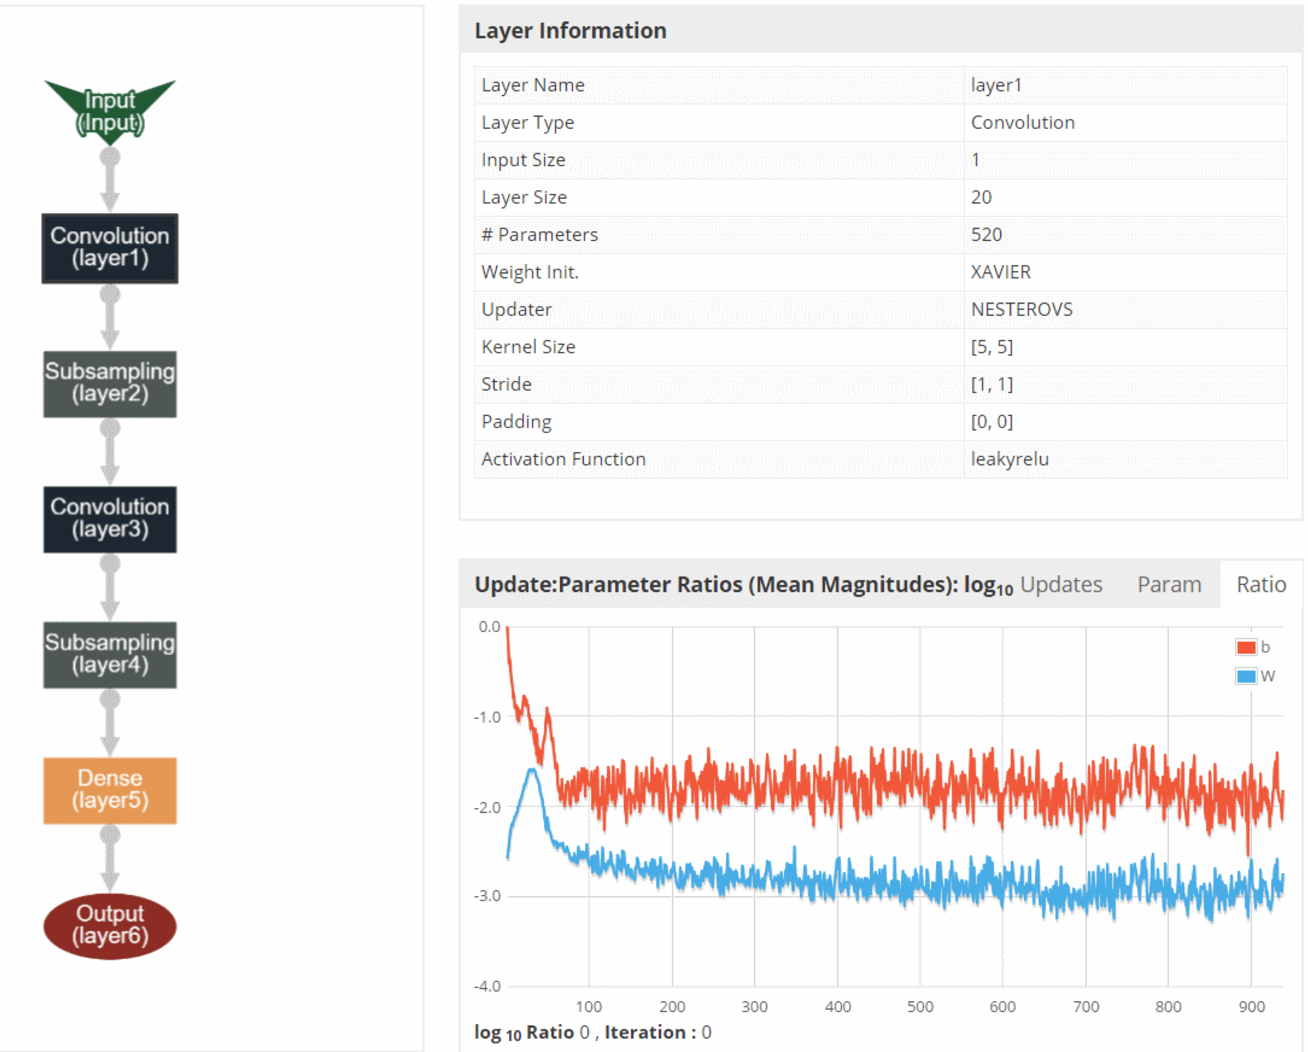 Input
(Input)
Convolution
(layer1)
Subsampling
(layer2)
Convolution
(layer3)
Subsampling
(layer4)
Dense
(layer5)
Output
(layer6)
Layer Information
Layer Name layer1
Layer Type Convolution
Input Size 1
Layer Size 20
# Parameters 520
Weight Init. XAVIER
Updater NESTEROVS
Kernel Size [5, 5]
Stride [1, 1]
Padding [0, 0]
Activation Function leakyrelu
Update:Parameter Ratios (Mean Magnitudes): log10 Updates Param Ratio
0.0
-1.0
-2.0
-3.0
-4.0
b
W
100 200 300 400 500 600 700 800 900
log 10 Ratio 0 , Iteration : 0